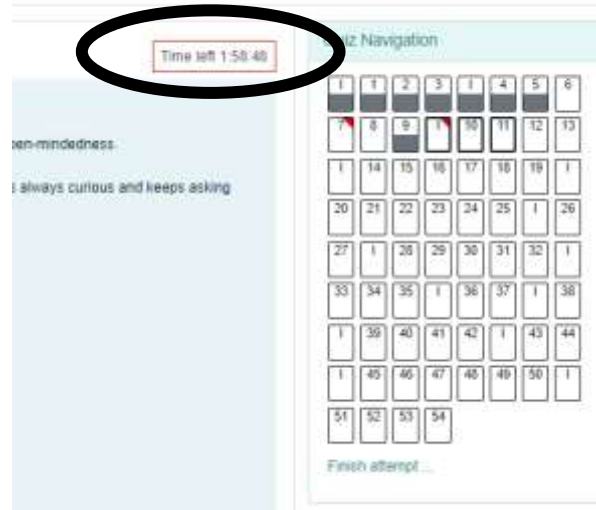 Time left 1:58:48
Quiz Navigation
en-mindedness.
always curious and keeps asking
I 1 2 3 I 4 5 6
7 8 9 I 10 11 12 13
I 14 15 16 17 18 19 I
20 21 22 23 24 25 I 26
27 I 28 29 30 31 32 I
33 34 35 I 36 37 I 38
I 39 40 41 42 I 43 44
I 45 46 47 48 49 50 I
51 52 53 54
Finish attempt ...